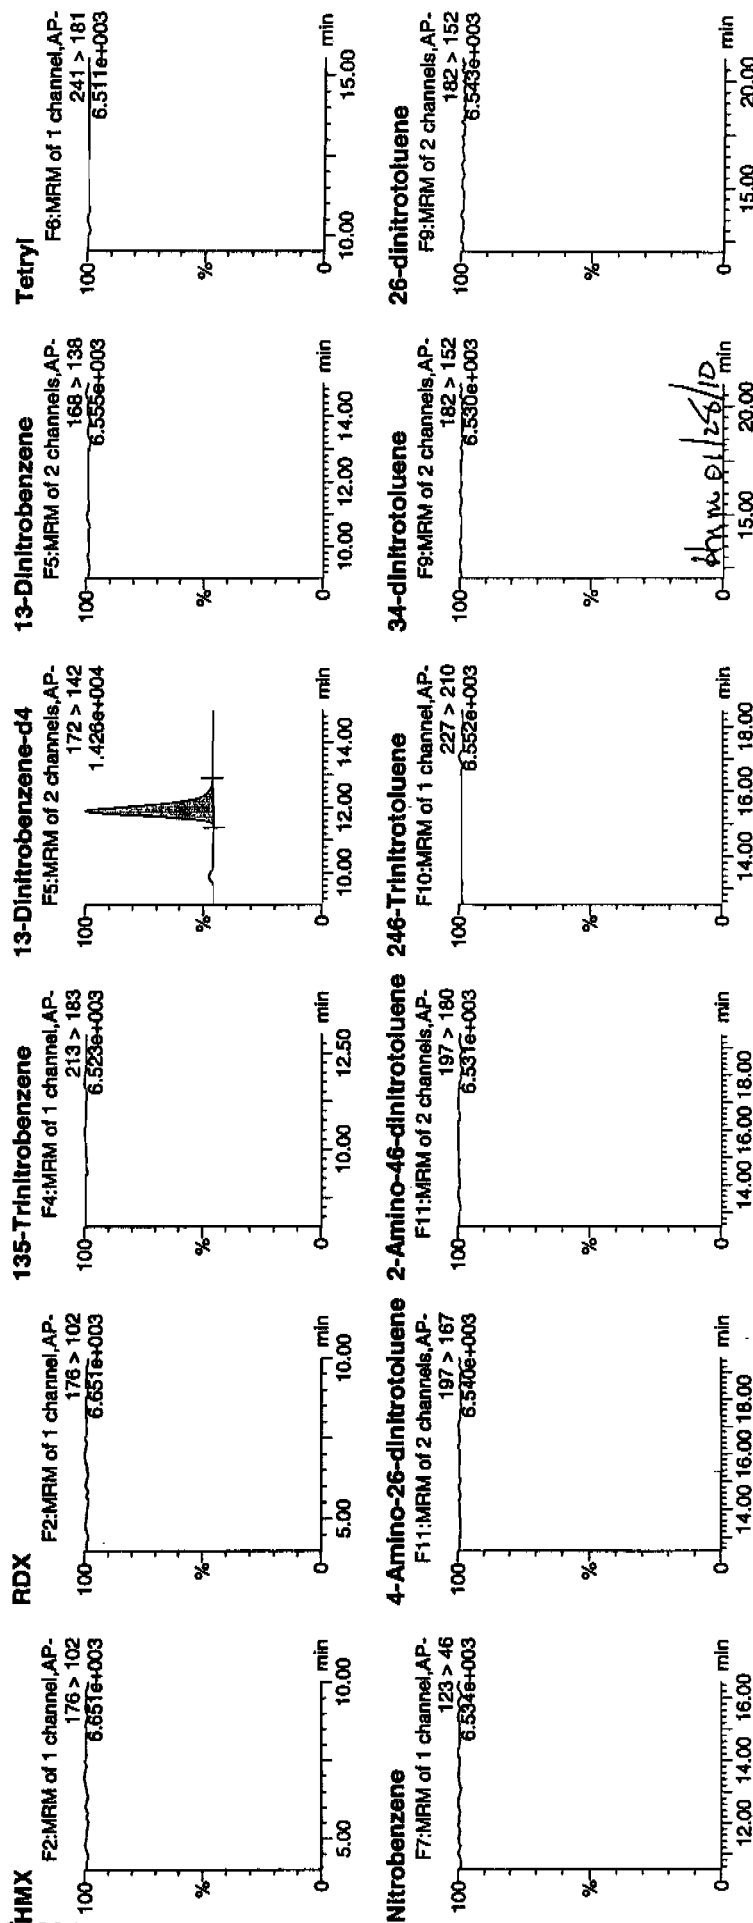 HMX
F2:MRM of 1 channel,AP-
176 > 102
6.651e+003
100
%
0
5.00 10.00 min
RDX
F2:MRM of 1 channel,AP-
176 > 102
6.651e+003
100
%
0
5.00 10.00 min
135-Trinitrobenzene
F4:MRM of 1 channel,AP-
213 > 183
6.523e+003
100
%
0
10.00 12.50 min
13-Dinitrobenzene-d4
F5:MRM of 2 channels,AP-
172 > 142
1.426e+004
100
%
0
10.00 12.00 14.00 min
13-Dinitrobenzene
F5:MRM of 2 channels,AP-
168 > 138
6.555e+003
100
%
0
10.00 12.00 14.00 min
Tetryl
F6:MRM of 1 channel,AP-
241 > 181
6.511e+003
100
%
0
10.00 15.00 min
Nitrobenzene
F7:MRM of 1 channel,AP-
123 > 46
6.534e+003
100
%
0
12.00 14.00 16.00 min
4-Amino-26-dinitrotoluene
F11:MRM of 2 channels,AP-
197 > 167
6.540e+003
100
%
0
14.00 16.00 18.00 min
2-Amino-46-dinitrotoluene
F11:MRM of 2 channels,AP-
197 > 180
6.531e+003
100
%
0
14.00 16.00 18.00 min
246-Trinitrotoluene
F10:MRM of 1 channel,AP-
227 > 210
6.552e+003
100
%
0
14.00 16.00 18.00 min
34-dinitrotoluene
F9:MRM of 2 channels,AP-
182 > 152
6.530e+003
100
%
0
15.00 20.00 min
01/28/10
26-dinitrotoluene
F9:MRM of 2 channels,AP-
182 > 152
6.543e+003
100
%
0
15.00 20.00 min